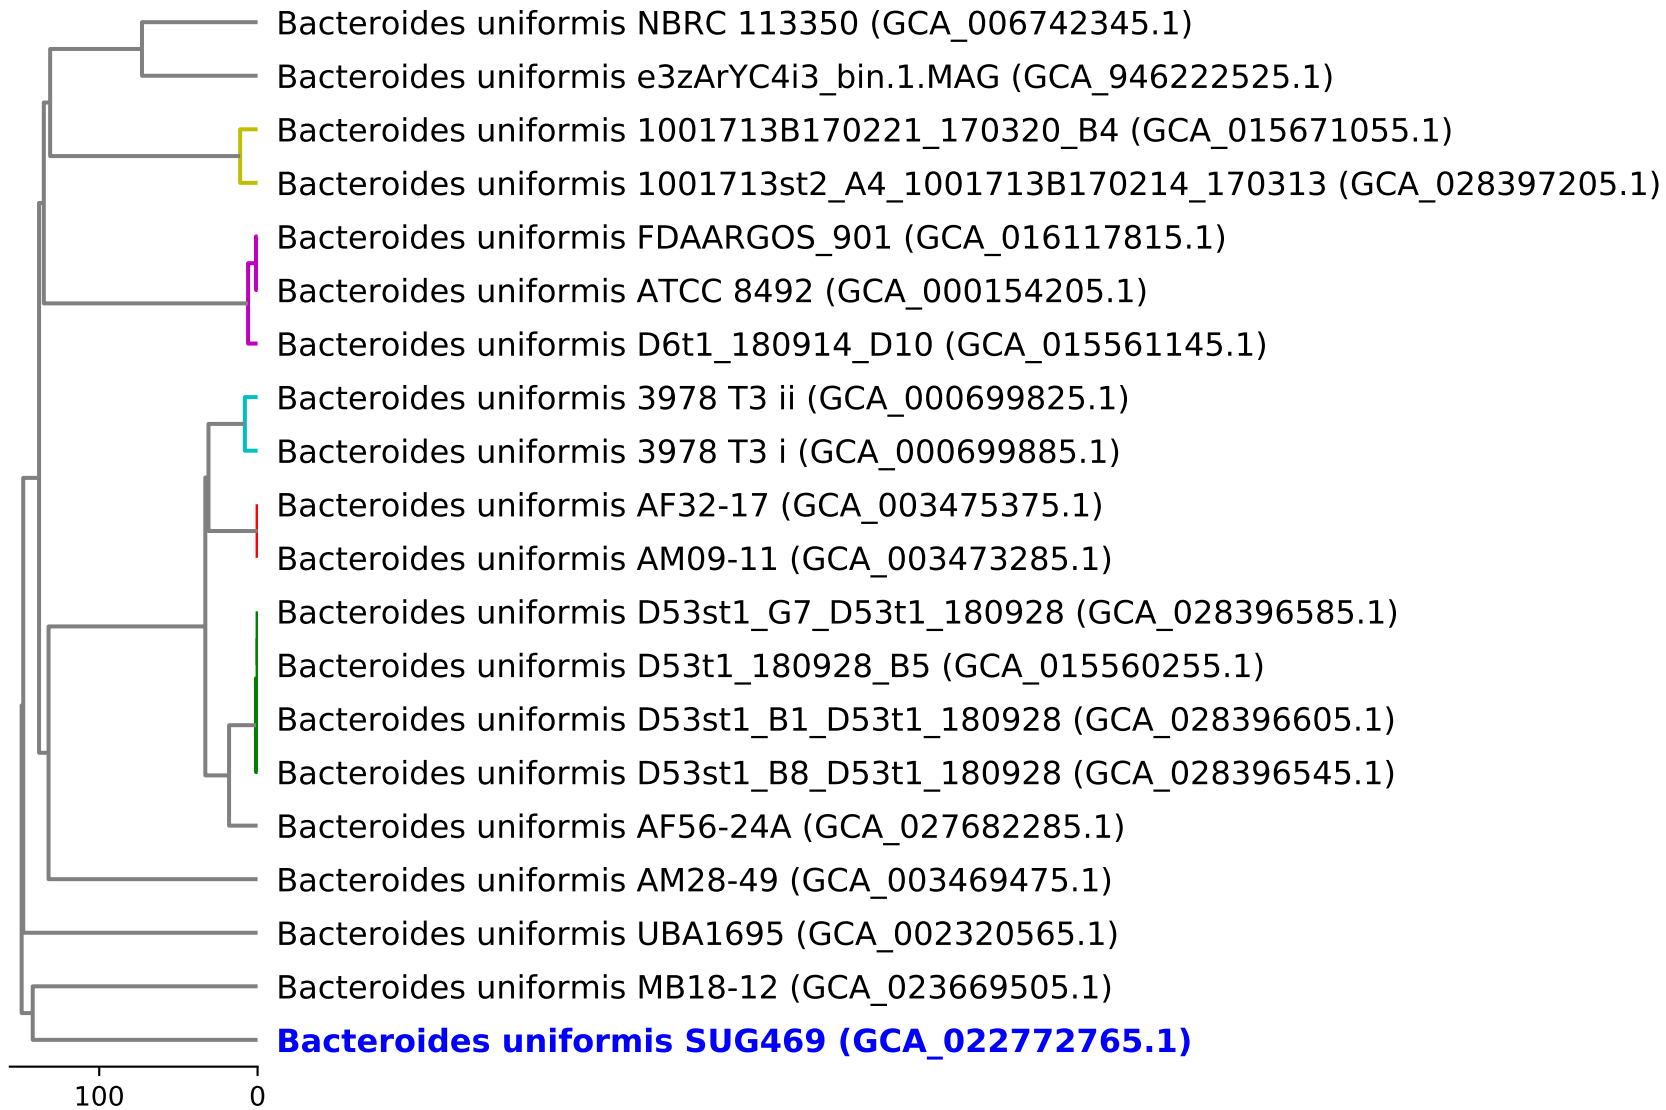 Bacteroides uniformis NBRC 113350 (GCA_006742345.1)
Bacteroides uniformis e3zArYC4i3_bin.1.MAG (GCA_946222525.1)
Bacteroides uniformis 1001713B170221_170320_B4 (GCA_015671055.1)
Bacteroides uniformis 1001713st2_A4_1001713B170214_170313 (GCA_028397205.1)
Bacteroides uniformis FDAARGOS_901 (GCA_016117815.1)
Bacteroides uniformis ATCC 8492 (GCA_000154205.1)
Bacteroides uniformis D6t1_180914_D10 (GCA_015561145.1)
Bacteroides uniformis 3978 T3 ii (GCA_000699825.1)
Bacteroides uniformis 3978 T3 i (GCA_000699885.1)
Bacteroides uniformis AF32-17 (GCA_003475375.1)
Bacteroides uniformis AM09-11 (GCA_003473285.1)
Bacteroides uniformis D53st1_G7_D53t1_180928 (GCA_028396585.1)
Bacteroides uniformis D53t1_180928_B5 (GCA_015560255.1)
Bacteroides uniformis D53st1_B1_D53t1_180928 (GCA_028396605.1)
Bacteroides uniformis D53st1_B8_D53t1_180928 (GCA_028396545.1)
Bacteroides uniformis AF56-24A (GCA_027682285.1)
Bacteroides uniformis AM28-49 (GCA_003469475.1)
Bacteroides uniformis UBA1695 (GCA_002320565.1)
Bacteroides uniformis MB18-12 (GCA_023669505.1)
Bacteroides uniformis SUG469 (GCA_022772765.1)
100 0